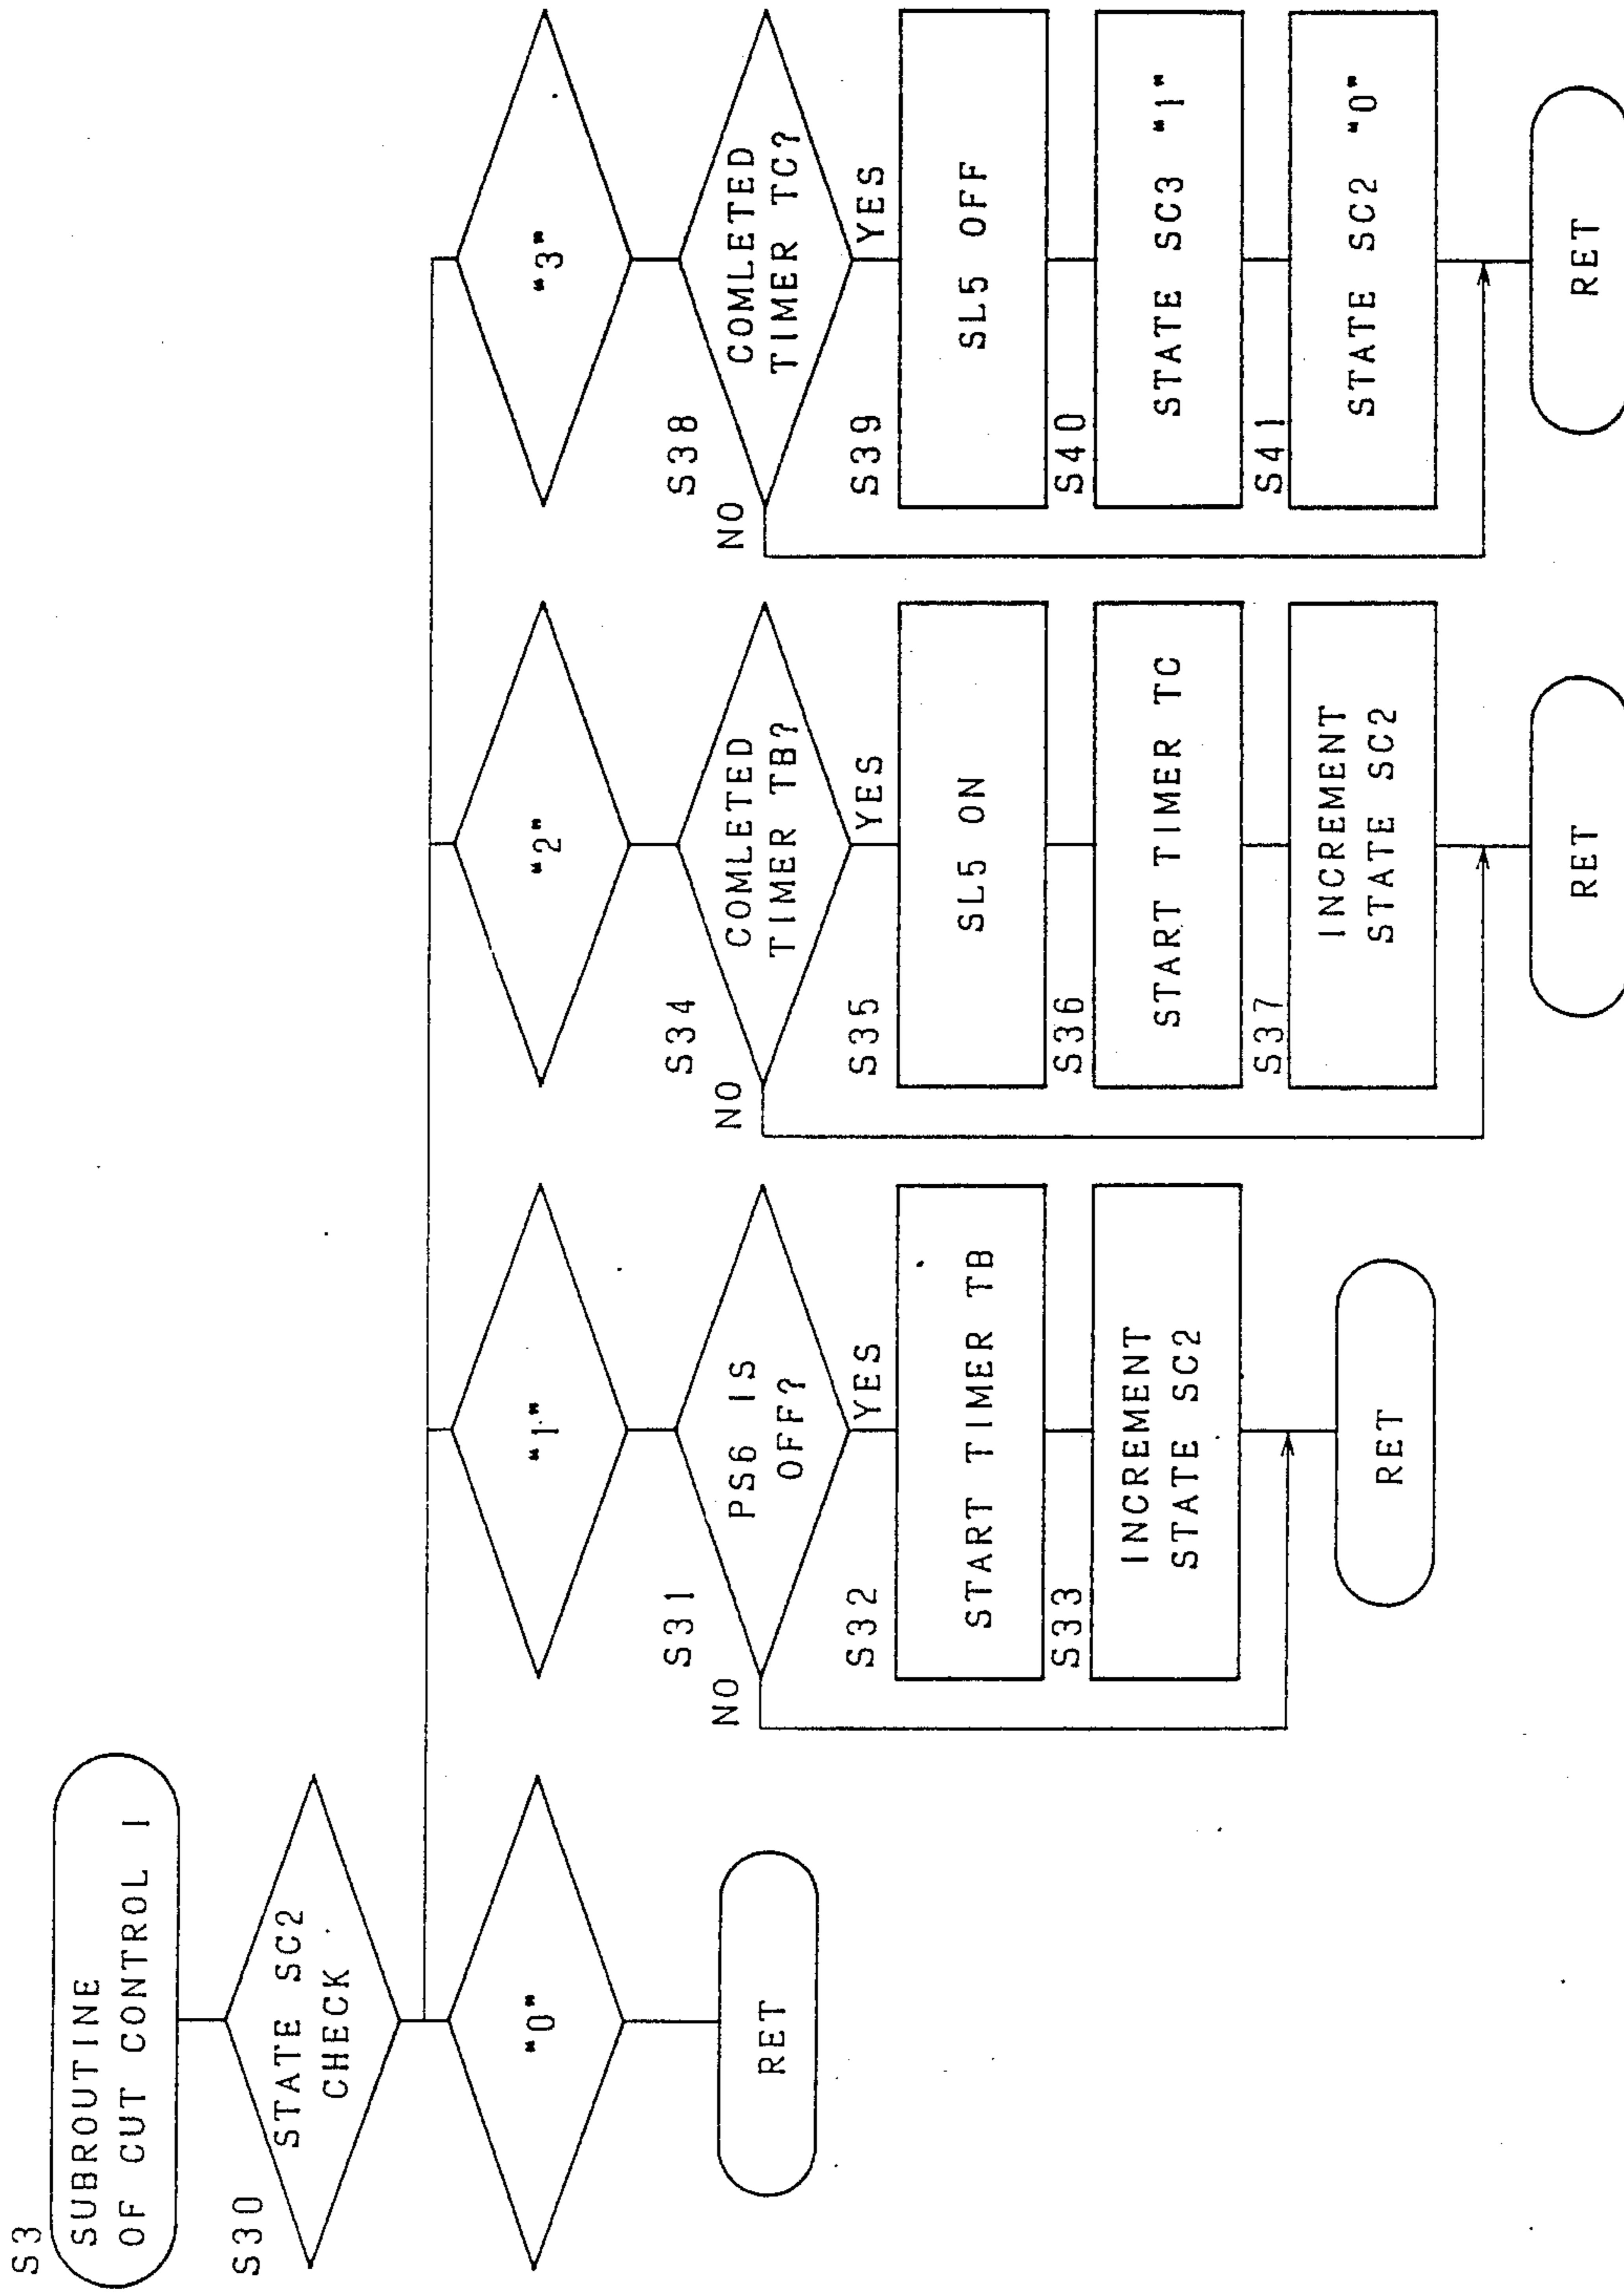 S3
SUBROUTINE
OF CUT CONTROL I
S30
STATE SC2
CHECK
"0"
RET
"1"
S31
PS6 IS
OFF?
NO
YES
S32
START TIMER TB
S33
INCREMENT
STATE SC2
RET
"2"
S34
COMLETED
TIMER TB?
NO
YES
S35
SL5 ON
S36
START TIMER TC
S37
INCREMENT
STATE SC2
RET
"3"
S38
COMLETED
TIMER TC?
NO
YES
S39
SL5 OFF
S40
STATE SC3 "1"
S41
STATE SC2 "0"
RET